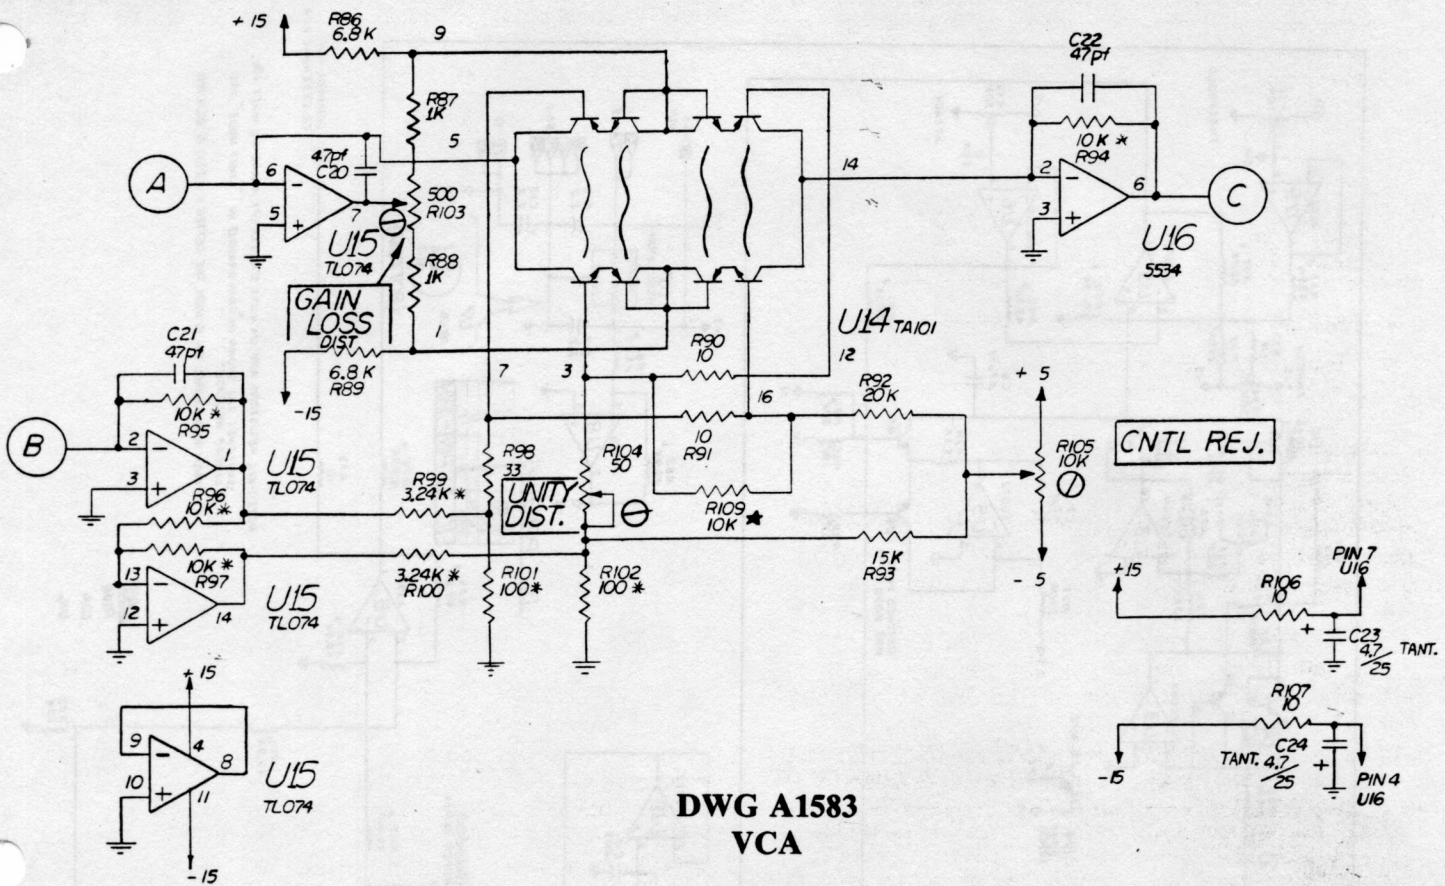 + 15
R86
6.8K
9
R87
1K
5
47pf
C20
A
6
5
7
U15
TL074
500
R103
R88
1K
GAIN
LOSS
DIST
1
6.8K
R89
-15
14
C22
47pf
10K *
R94
2
3
6
C
U16
5534
U14 TA101
12
R90
10
7
3
16
R92
20K
+ 5
C21
47pf
10K *
R95
B
2
3
1
U15
TL074
R96
10K *
10K *
R97
13
12
14
U15
TL074
R98
33
R99
3.24K *
3.24K *
R100
R104
50
UNITY
DIST.
10
R91
R109
10K ★
R105
10K
CNTL REJ.
15K
R93
- 5
R101
100 *
R102
100 *
+15
R106
10
PIN 7
U16
+
C23
4.7/25
TANT.
-15
R107
10
TANT.
C24
4.7/25
+
PIN 4
U16
+ 15
9
10
4
8
11
U15
TL074
- 15
DWG A1583
VCA